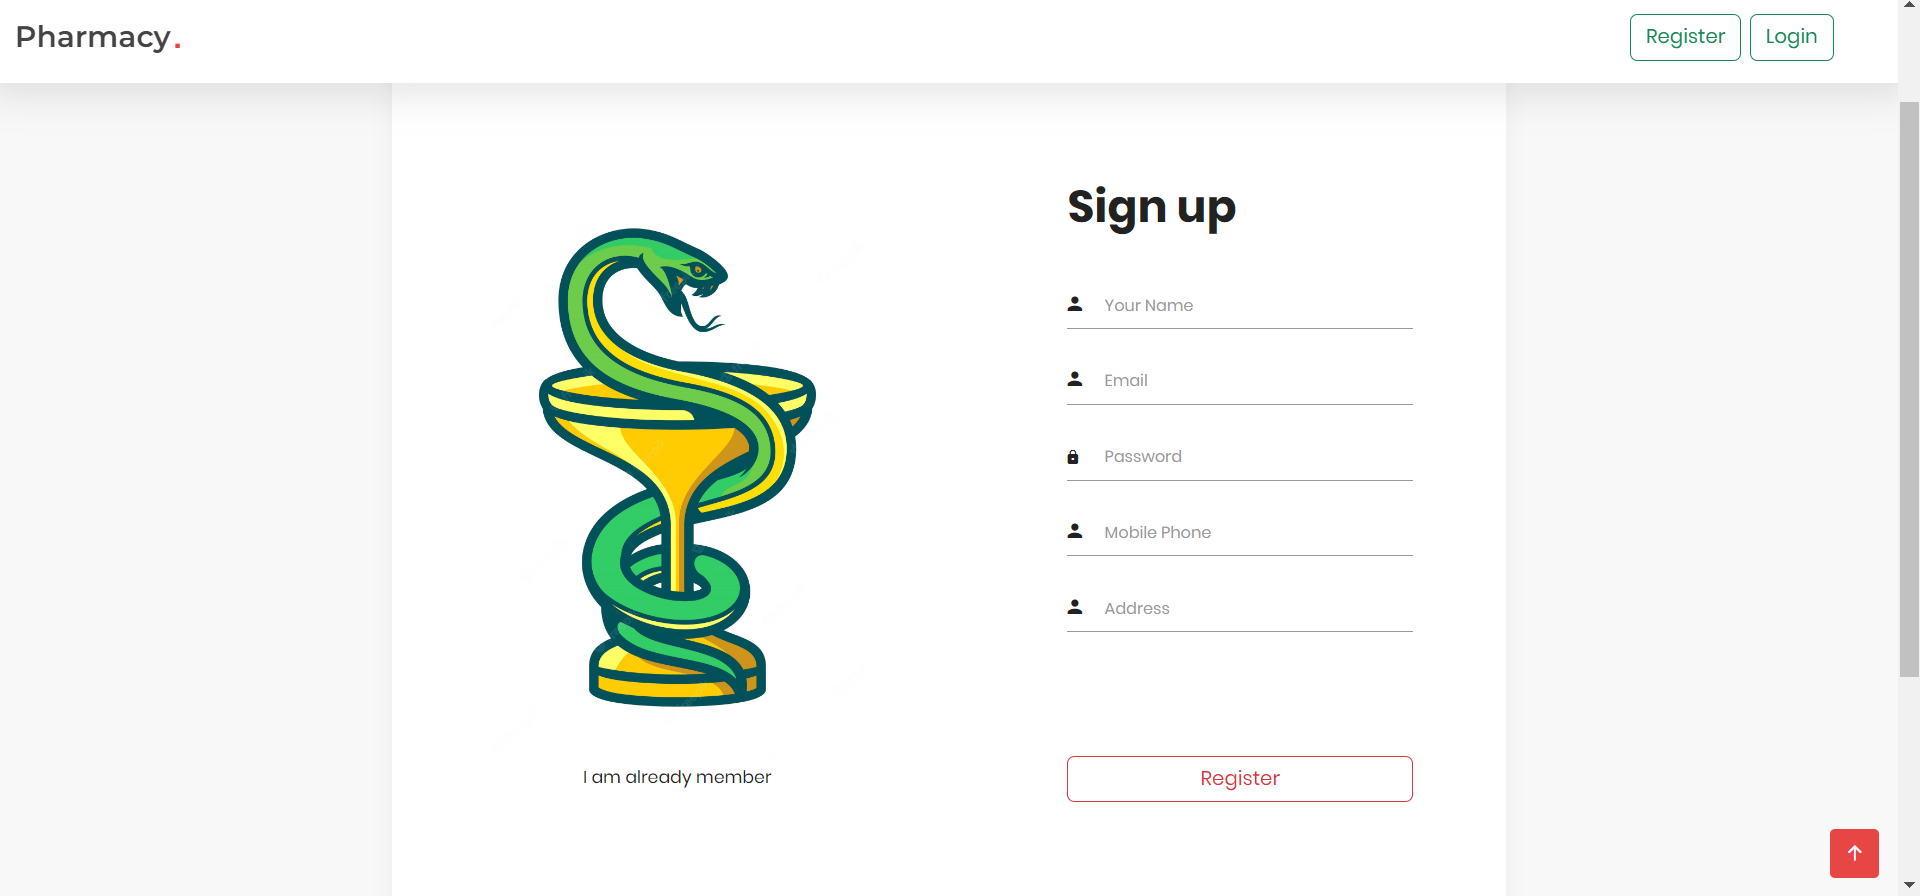 Pharmacy.
Register
Login
Sign up
Your Name
Email
Password
Mobile Phone
Address
I am already member
Register